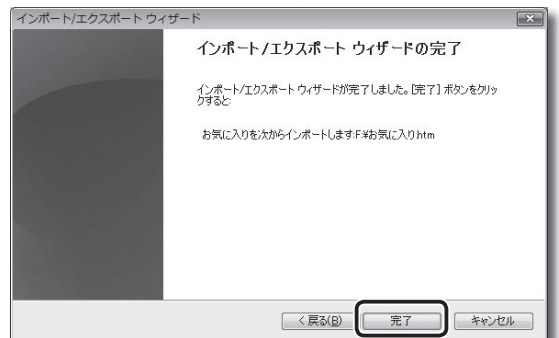 インポート/エクスポート ウィザード
インポート/エクスポート ウィザードの完了
インポート/エクスポート ウィザードが完了しました。[完了] ボタンをクリッ
クすると
お気に入りを次からインポートします:F:¥お気に入り.htm
< 戻る(B)
完了
キャンセル